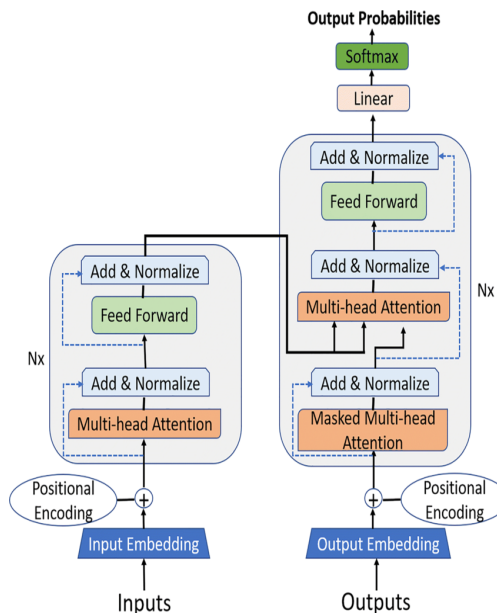 Output Probabilities
Softmax
Linear
Add & Normalize
Feed Forward
Add & Normalize
Multi-head Attention
Nx
Add & Normalize
Masked Multi-head
Attention
Positional
Encoding
+
Output Embedding
Outputs
Add & Normalize
Feed Forward
Nx
Add & Normalize
Multi-head Attention
Positional
Encoding
+
Input Embedding
Inputs